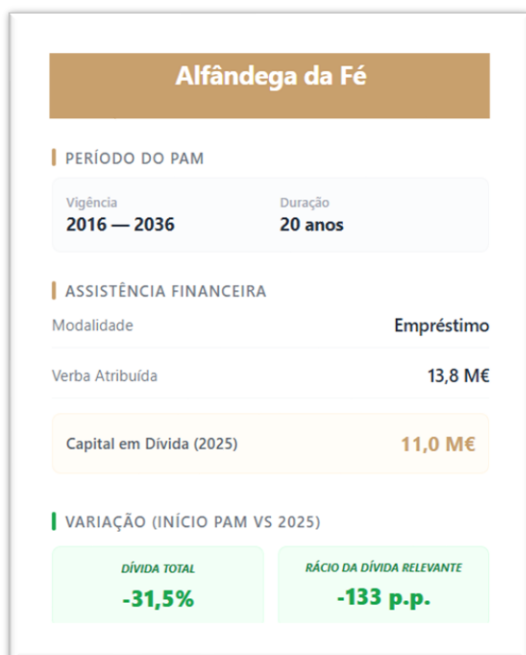 Alfândega da Fé
PERÍODO DO PAM
Vigência Duração
2016 — 2036 20 anos
ASSISTÊNCIA FINANCEIRA
Modalidade Empréstimo
Verba Atribuída 13,8 M€
Capital em Dívida (2025) 11,0 M€
VARIAÇÃO (INÍCIO PAM VS 2025)
DÍVIDA TOTAL RÁCIO DA DÍVIDA RELEVANTE
-31,5% -133 p.p.